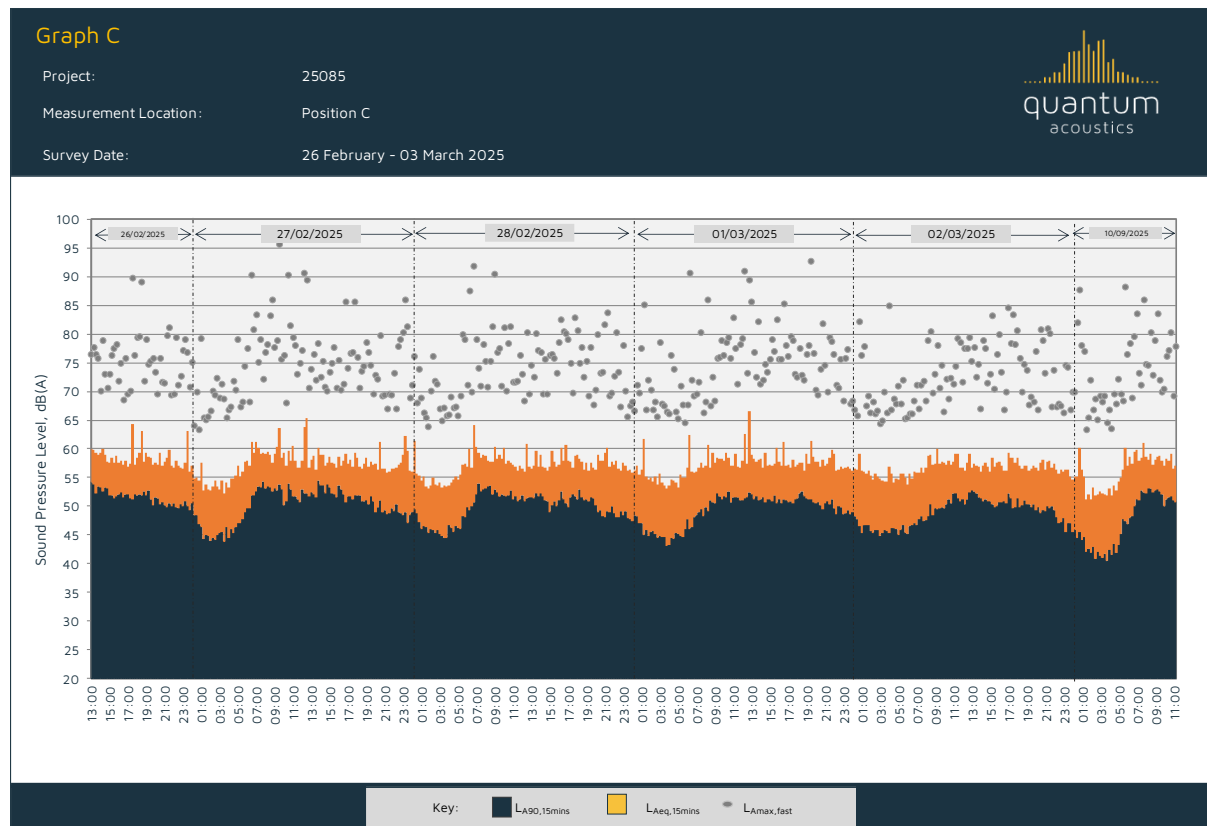 Graph C
Project: 25085
Measurement Location: Position C
Survey Date: 26 February - 03 March 2025
quantum
acoustics
Sound Pressure Level, dB(A)
100
95
90
85
80
75
70
65
60
55
50
45
40
35
30
25
20
26/02/2025 27/02/2025 28/02/2025 01/03/2025 02/03/2025 10/09/2025
13:00 15:00 17:00 19:00 21:00 23:00 01:00 03:00 05:00 07:00 09:00 11:00 13:00 15:00 17:00 19:00 21:00 23:00 01:00 03:00 05:00 07:00 09:00 11:00 13:00 15:00 17:00 19:00 21:00 23:00 01:00 03:00 05:00 07:00 09:00 11:00 13:00 15:00 17:00 19:00 21:00 23:00 01:00 03:00 05:00 07:00 09:00 11:00 13:00 15:00 17:00 19:00 21:00 23:00 01:00 03:00 05:00 07:00 09:00 11:00
Key: LA90,15mins LAeq,15mins LAmax,fast